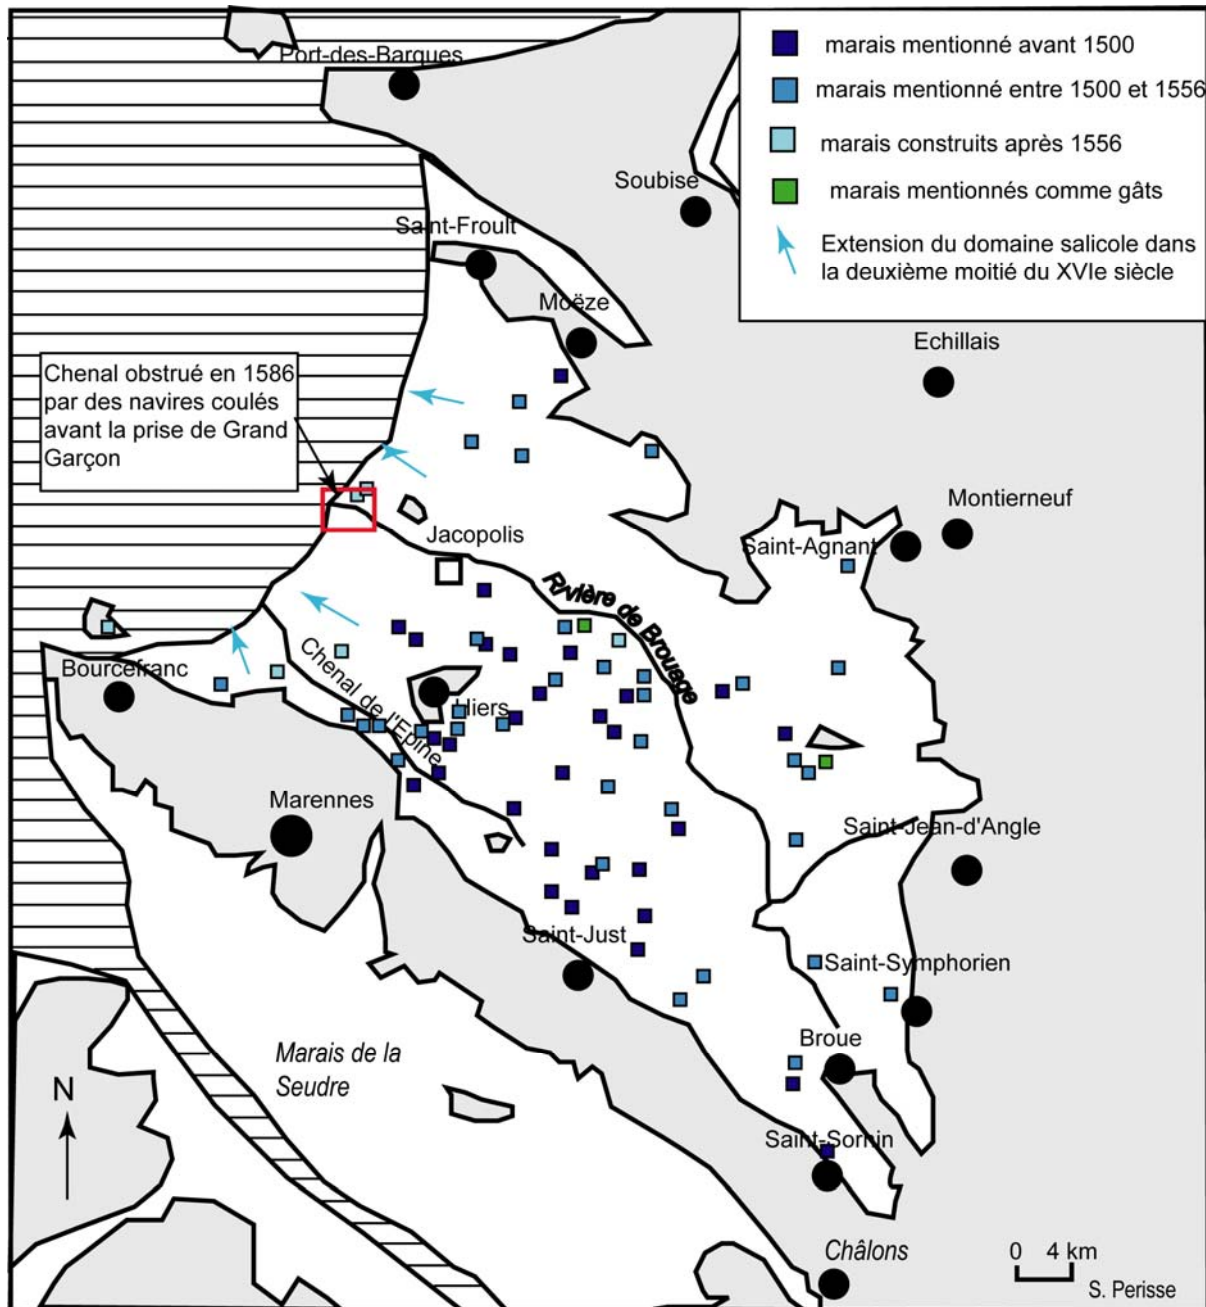 Port-des-Barques
marais mentionné avant 1500
marais mentionné entre 1500 et 1556
marais construits après 1556
marais mentionnés comme gâts
Extension du domaine salicole dans
la deuxième moitié du XVIe siècle
Soubise
Saint-Froult
Moëze
Echillais
Chenal obstrué en 1586
par des navires coulés
avant la prise de Grand
Garçon
Montierneuf
Jacopolis
Saint-Agnant
Rivière de Brouage
Bourcefranc
Chenal de l'Epine
Hiers
Marennes
Saint-Jean-d'Angle
Saint-Just
Saint-Symphorien
Marais de la
Seudre
Broue
N
Saint-Sornin
Châlons
0 4 km
S. Perisse